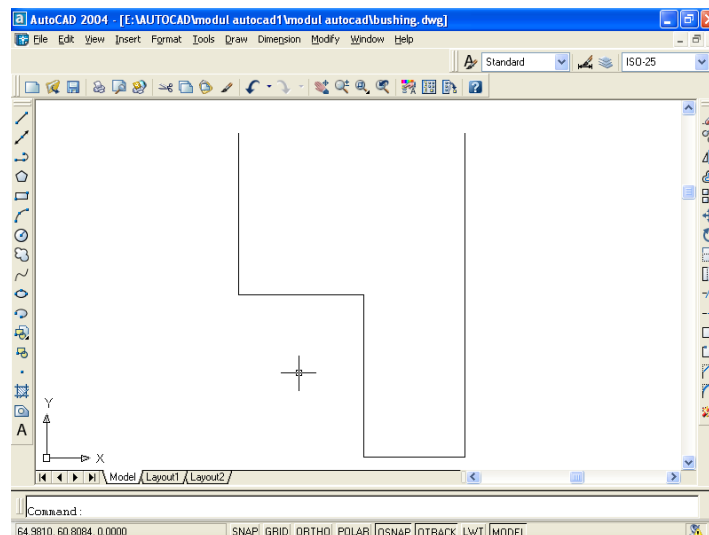 a AutoCAD 2004 - [E:\AUTOCAD\modul autocad1\modul autocad\bushing.dwg]
File Edit View Insert Format Tools Draw Dimension Modify Window Help
Standard ISO-25
A
Y
X
Model Layout1 Layout2
Command:
64.9810, 60.8084, 0.0000 SNAP GRID ORTHO POLAR OSNAP OTRACK LWT MODEL